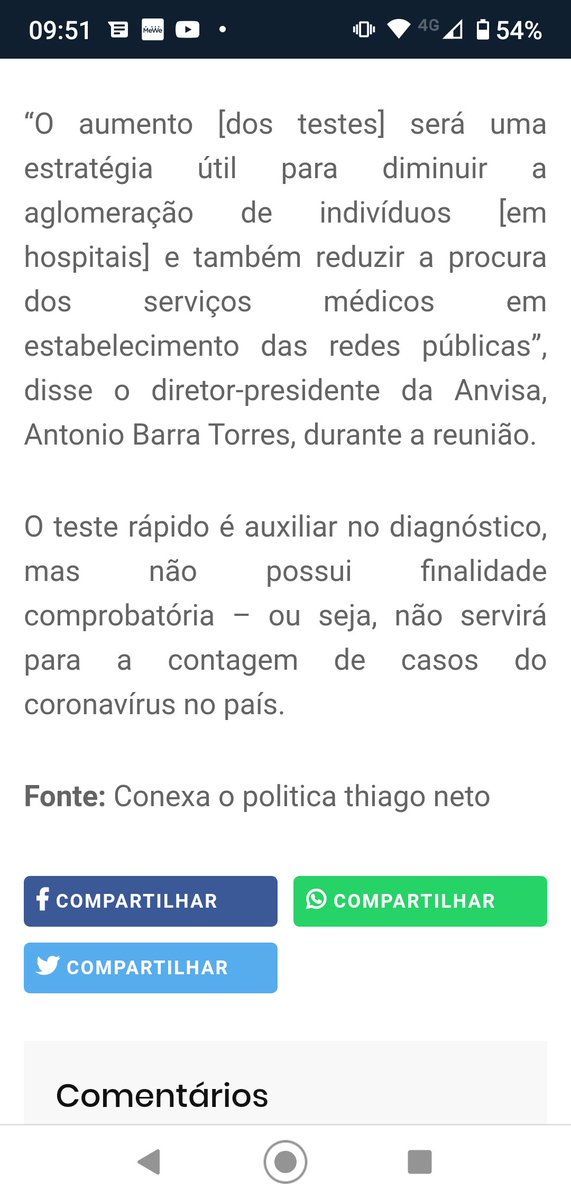 09:51
MeWe
4G
54%
“O aumento [dos testes] será uma
estratégia útil para diminuir a
aglomeração de indivíduos [em
hospitais] e também reduzir a procura
dos serviços médicos em
estabelecimento das redes públicas”,
disse o diretor-presidente da Anvisa,
Antonio Barra Torres, durante a reunião.
O teste rápido é auxiliar no diagnóstico,
mas não possui finalidade
comprobatória – ou seja, não servirá
para a contagem de casos do
coronavírus no país.
Fonte: Conexa o politica thiago neto
COMPARTILHAR
COMPARTILHAR
COMPARTILHAR
Comentários